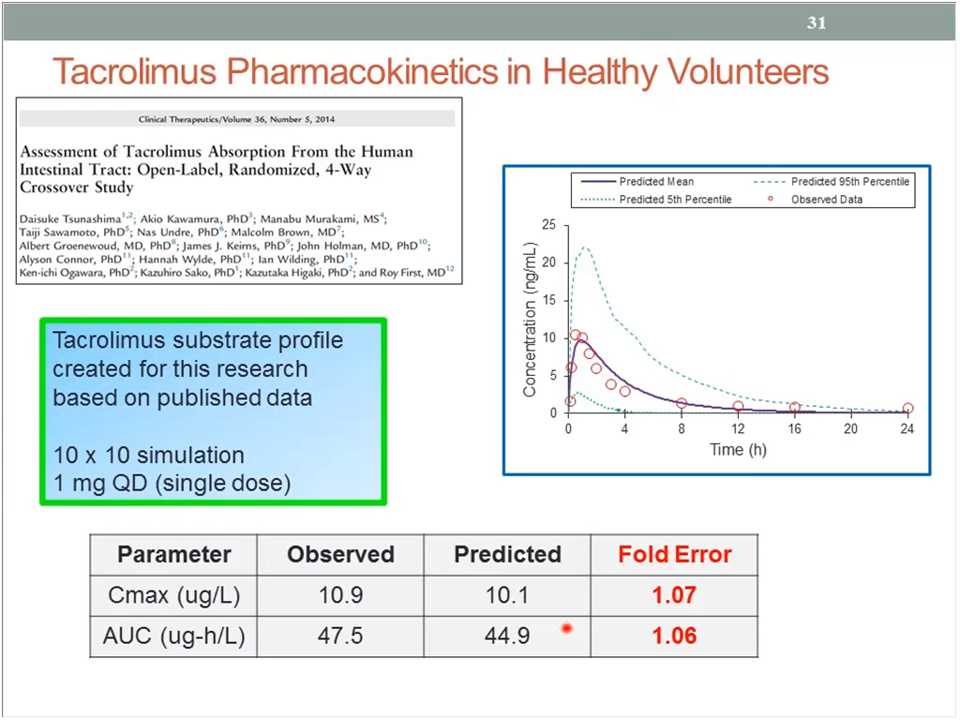 31
Tacrolimus Pharmacokinetics in Healthy Volunteers
Clinical Therapeutics/Volume 36, Number 5, 2014
Assessment of Tacrolimus Absorption From the Human
Intestinal Tract: Open-Label, Randomized, 4-Way
Crossover Study
Daisuke Tsunashima1,2; Akio Kawamura, PhD3; Manabu Murakami, MS4;
Taiji Sawamoto, PhD5; Nas Undre, PhD6; Malcolm Brown, MD7;
Albert Groenewoud, MD, PhD8; James J. Keirns, PhD9; John Holman, MD, PhD10;
Alyson Connor, PhD11; Hannah Wylde, PhD11; Ian Wilding, PhD11;
Ken-ichi Ogawara, PhD2; Kazuhiro Sako, PhD1; Kazutaka Higaki, PhD2; and Roy First, MD12
Tacrolimus substrate profile
created for this research
based on published data
10 x 10 simulation
1 mg QD (single dose)
Predicted Mean
Predicted 95th Percentile
Predicted 5th Percentile
Observed Data
Concentration (ng/mL)
25
20
15
10
5
0
0 4 8 12 16 20 24
Time (h)
Parameter Observed Predicted Fold Error
Cmax (ug/L) 10.9 10.1 1.07
AUC (ug-h/L) 47.5 44.9 1.06